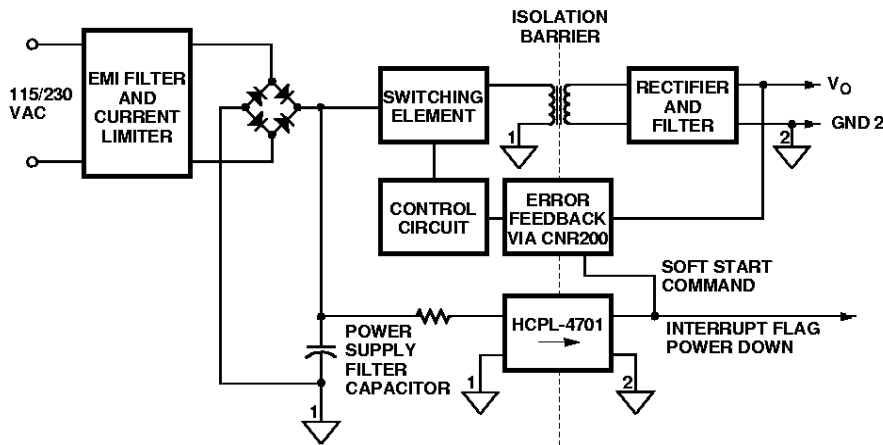 ISOLATION
BARRIER
115/230
VAC
EMI FILTER
AND
CURRENT
LIMITER
SWITCHING
ELEMENT
1
RECTIFIER
AND
FILTER
VO
GND 2
2
CONTROL
CIRCUIT
ERROR
FEEDBACK
VIA CNR200
SOFT START
COMMAND
HCPL-4701
INTERRUPT FLAG
POWER DOWN
POWER
SUPPLY
FILTER
CAPACITOR
1
1
2